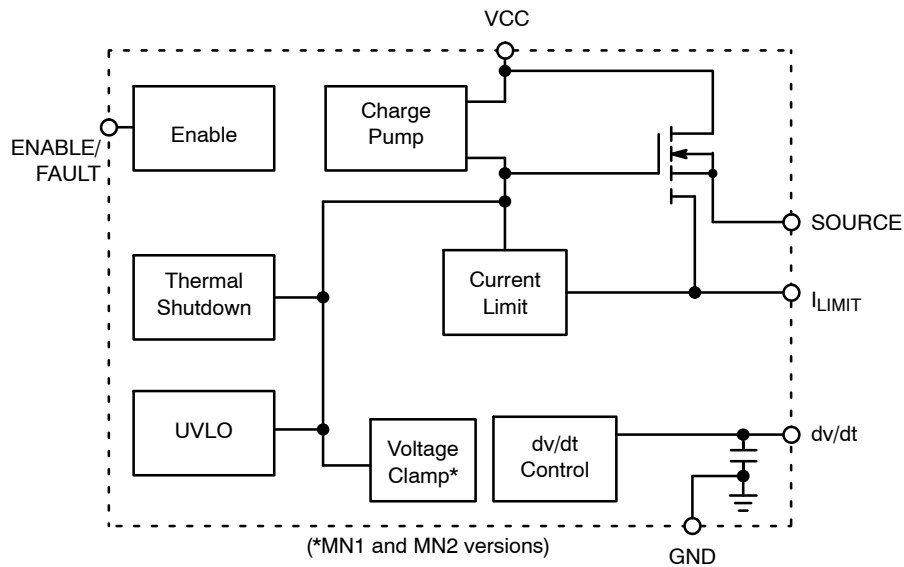 VCC
Enable
Charge
Pump
ENABLE/
FAULT
SOURCE
Thermal
Shutdown
Current
Limit
ILIMIT
UVLO
Voltage
Clamp*
dv/dt
Control
dv/dt
(*MN1 and MN2 versions)
GND